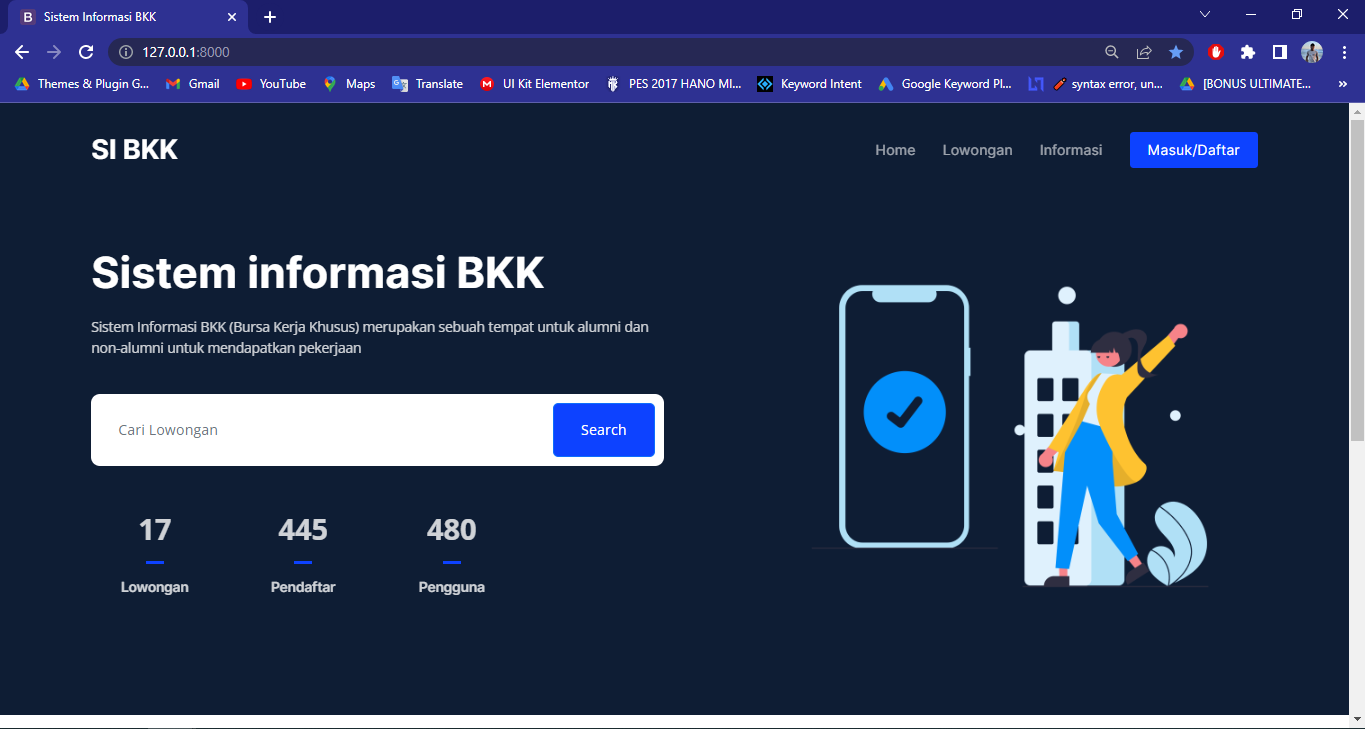 Sistem Informasi BKK
127.0.0.1:8000
Themes & Plugin G...
Gmail
YouTube
Maps
Translate
UI Kit Elementor
PES 2017 HANO MI...
Keyword Intent
Google Keyword Pl...
syntax error, un...
[BONUS ULTIMATE...
SI BKK
Home
Lowongan
Informasi
Masuk/Daftar
Sistem informasi BKK
Sistem Informasi BKK (Bursa Kerja Khusus) merupakan sebuah tempat untuk alumni dan
non-alumni untuk mendapatkan pekerjaan
Cari Lowongan
Search
17
Lowongan
445
Pendaftar
480
Pengguna